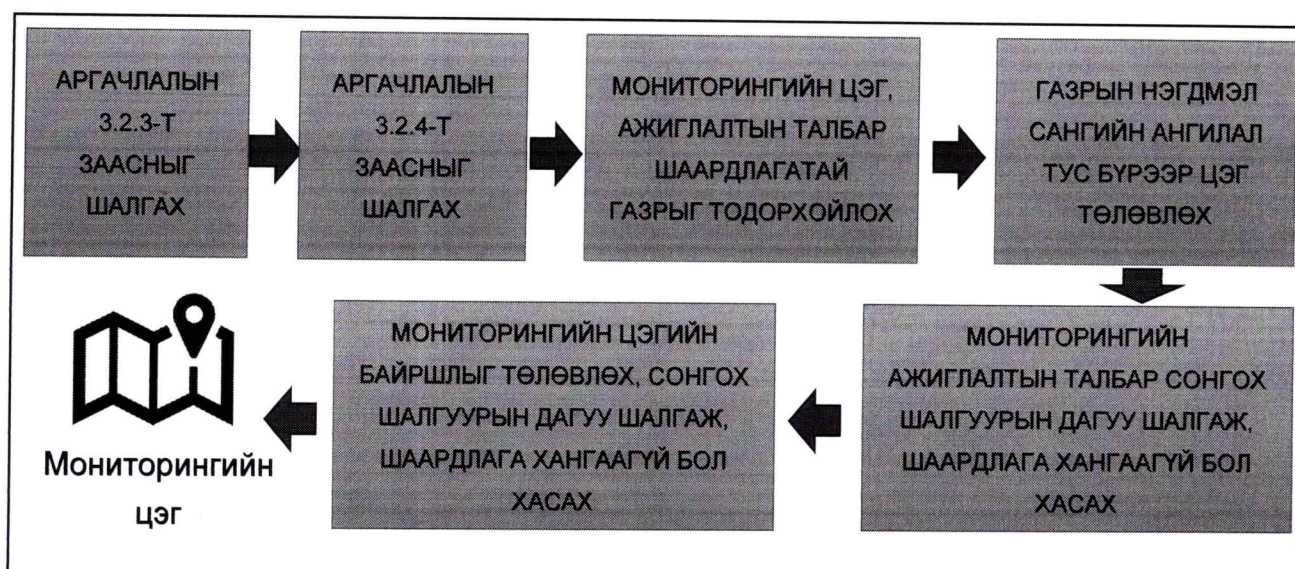 АРГАЧЛАЛЫН
3.2.3-Т
ЗААСНЫГ
ШАЛГАХ
АРГАЧЛАЛЫН
3.2.4-Т
ЗААСНЫГ
ШАЛГАХ
МОНИТОРИНГИЙН ЦЭГ,
АЖИГЛАЛТЫН ТАЛБАР
ШААРДЛАГАТАЙ
ГАЗРЫГ ТОДОРХОЙЛОХ
ГАЗРЫН НЭГДМЭЛ
САНГИЙН АНГИЛАЛ
ТУС БҮРЭЭР ЦЭГ
ТӨЛӨВЛӨХ
МОНИТОРИНГИЙН
АЖИГЛАЛТЫН ТАЛБАР СОНГОХ
ШАЛГУУРЫН ДАГУУ ШАЛГАЖ,
ШААРДЛАГА ХАНГААГҮЙ БОЛ
ХАСАХ
МОНИТОРИНГИЙН ЦЭГИЙН
БАЙРШЛЫГ ТӨЛӨВЛӨХ, СОНГОХ
ШАЛГУУРЫН ДАГУУ ШАЛГАЖ,
ШААРДЛАГА ХАНГААГҮЙ БОЛ
ХАСАХ
Мониторингийн
цэг